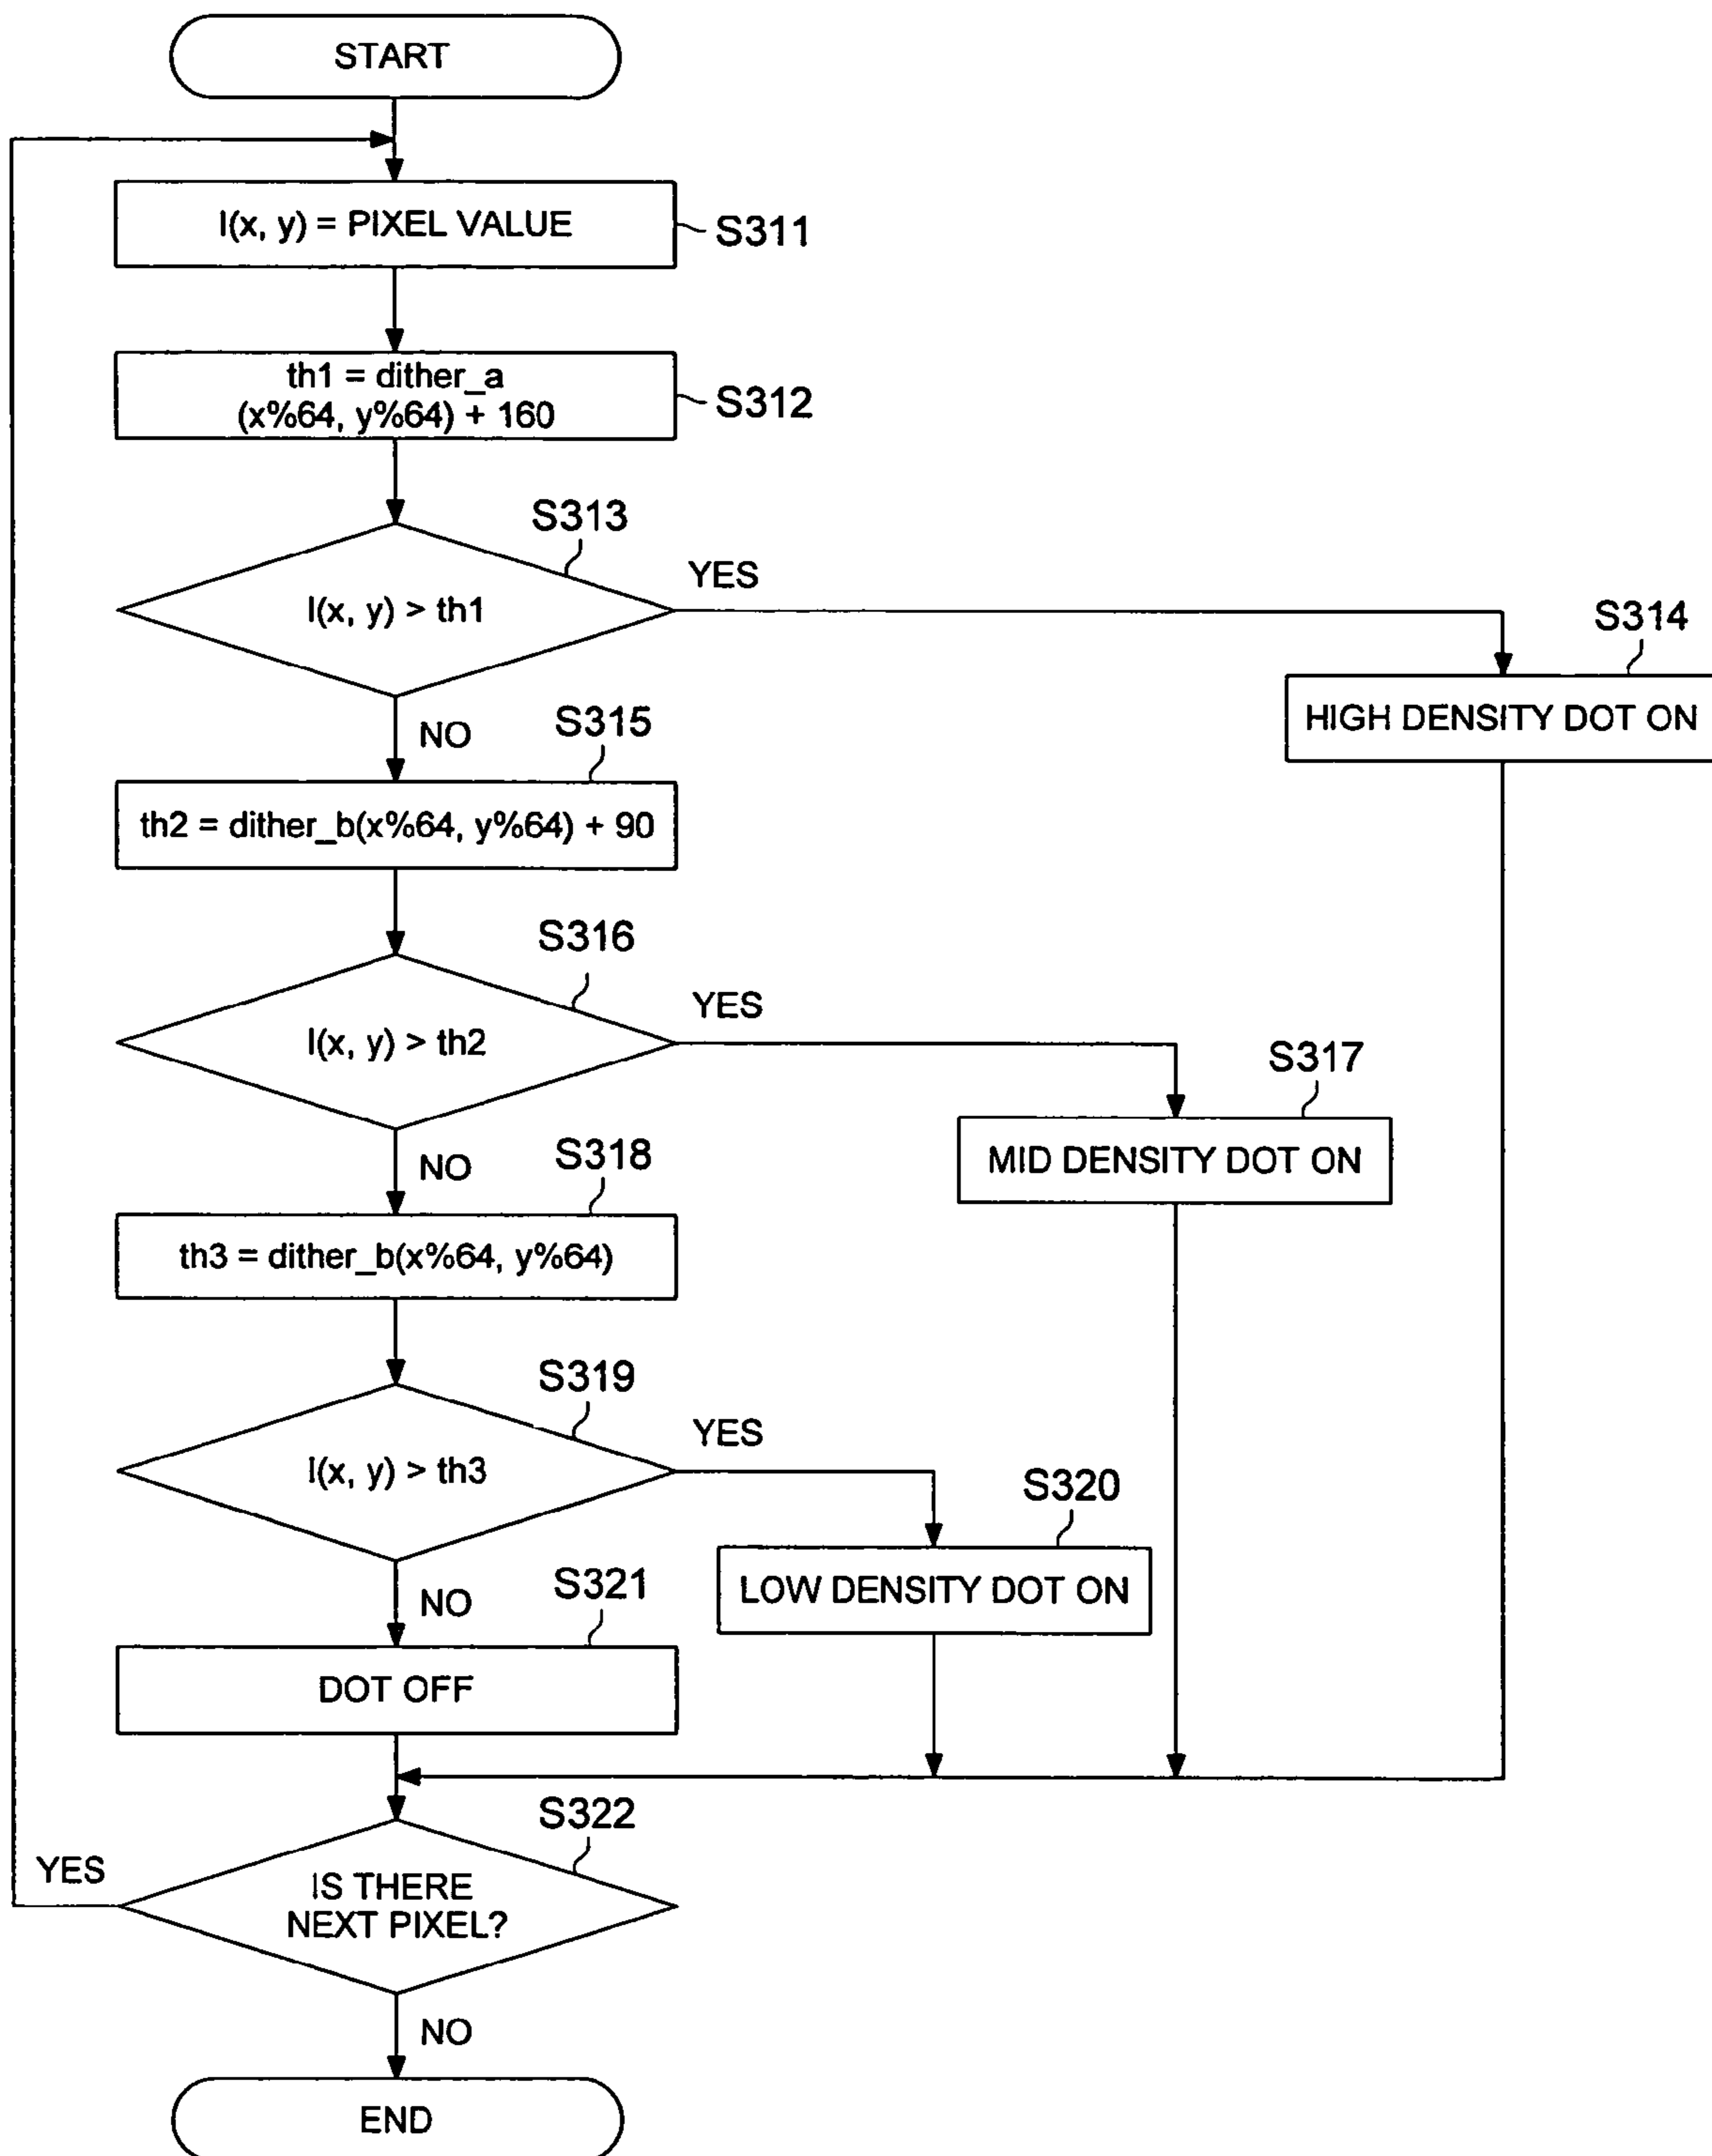 START
I(x, y) = PIXEL VALUE
S311
th1 = dither_a
(x%64, y%64) + 160
S312
S313
I(x, y) > th1
YES
S314
HIGH DENSITY DOT ON
NO
S315
th2 = dither_b(x%64, y%64) + 90
S316
I(x, y) > th2
YES
S317
MID DENSITY DOT ON
NO
S318
th3 = dither_b(x%64, y%64)
S319
I(x, y) > th3
YES
S320
LOW DENSITY DOT ON
NO
S321
DOT OFF
S322
IS THERE
NEXT PIXEL?
YES
NO
END